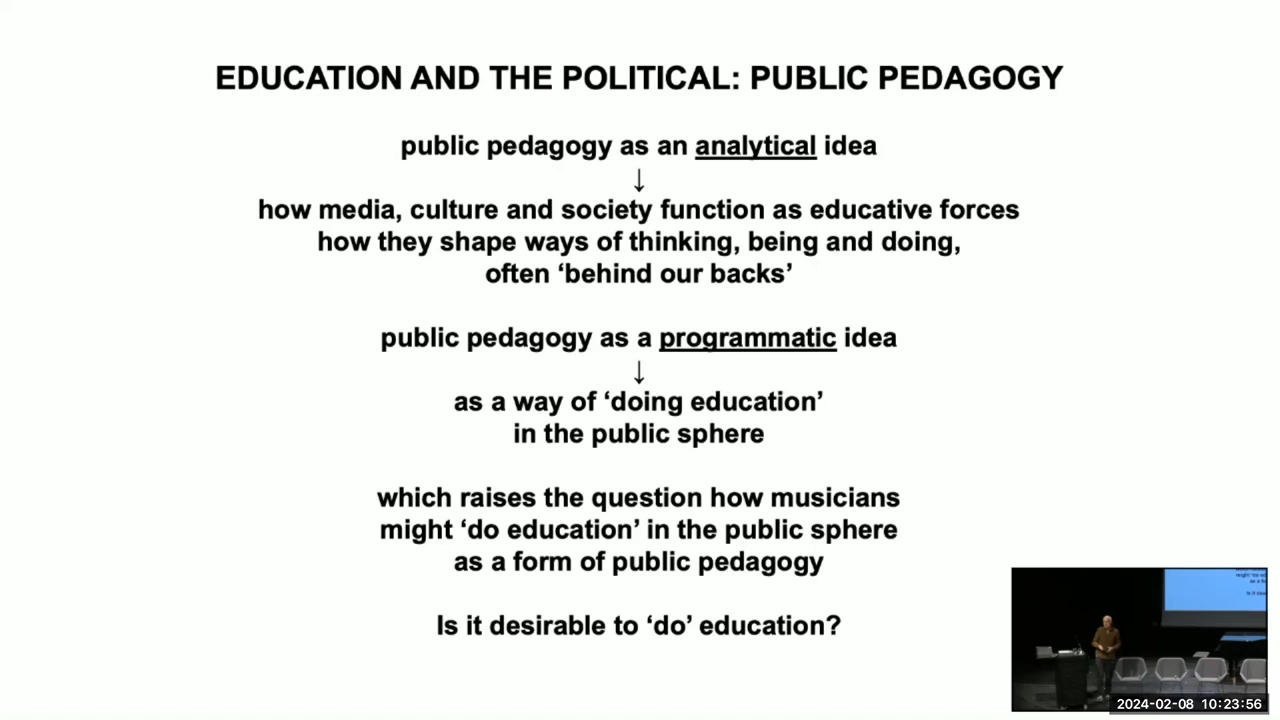 EDUCATION AND THE POLITICAL: PUBLIC PEDAGOGY
public pedagogy as an analytical idea
↓
how media, culture and society function as educative forces
how they shape ways of thinking, being and doing,
often ‘behind our backs’
public pedagogy as a programmatic idea
↓
as a way of ‘doing education’
in the public sphere
which raises the question how musicians
might ‘do education’ in the public sphere
as a form of public pedagogy
Is it desirable to ‘do’ education?
2024-02-08 10:23:56